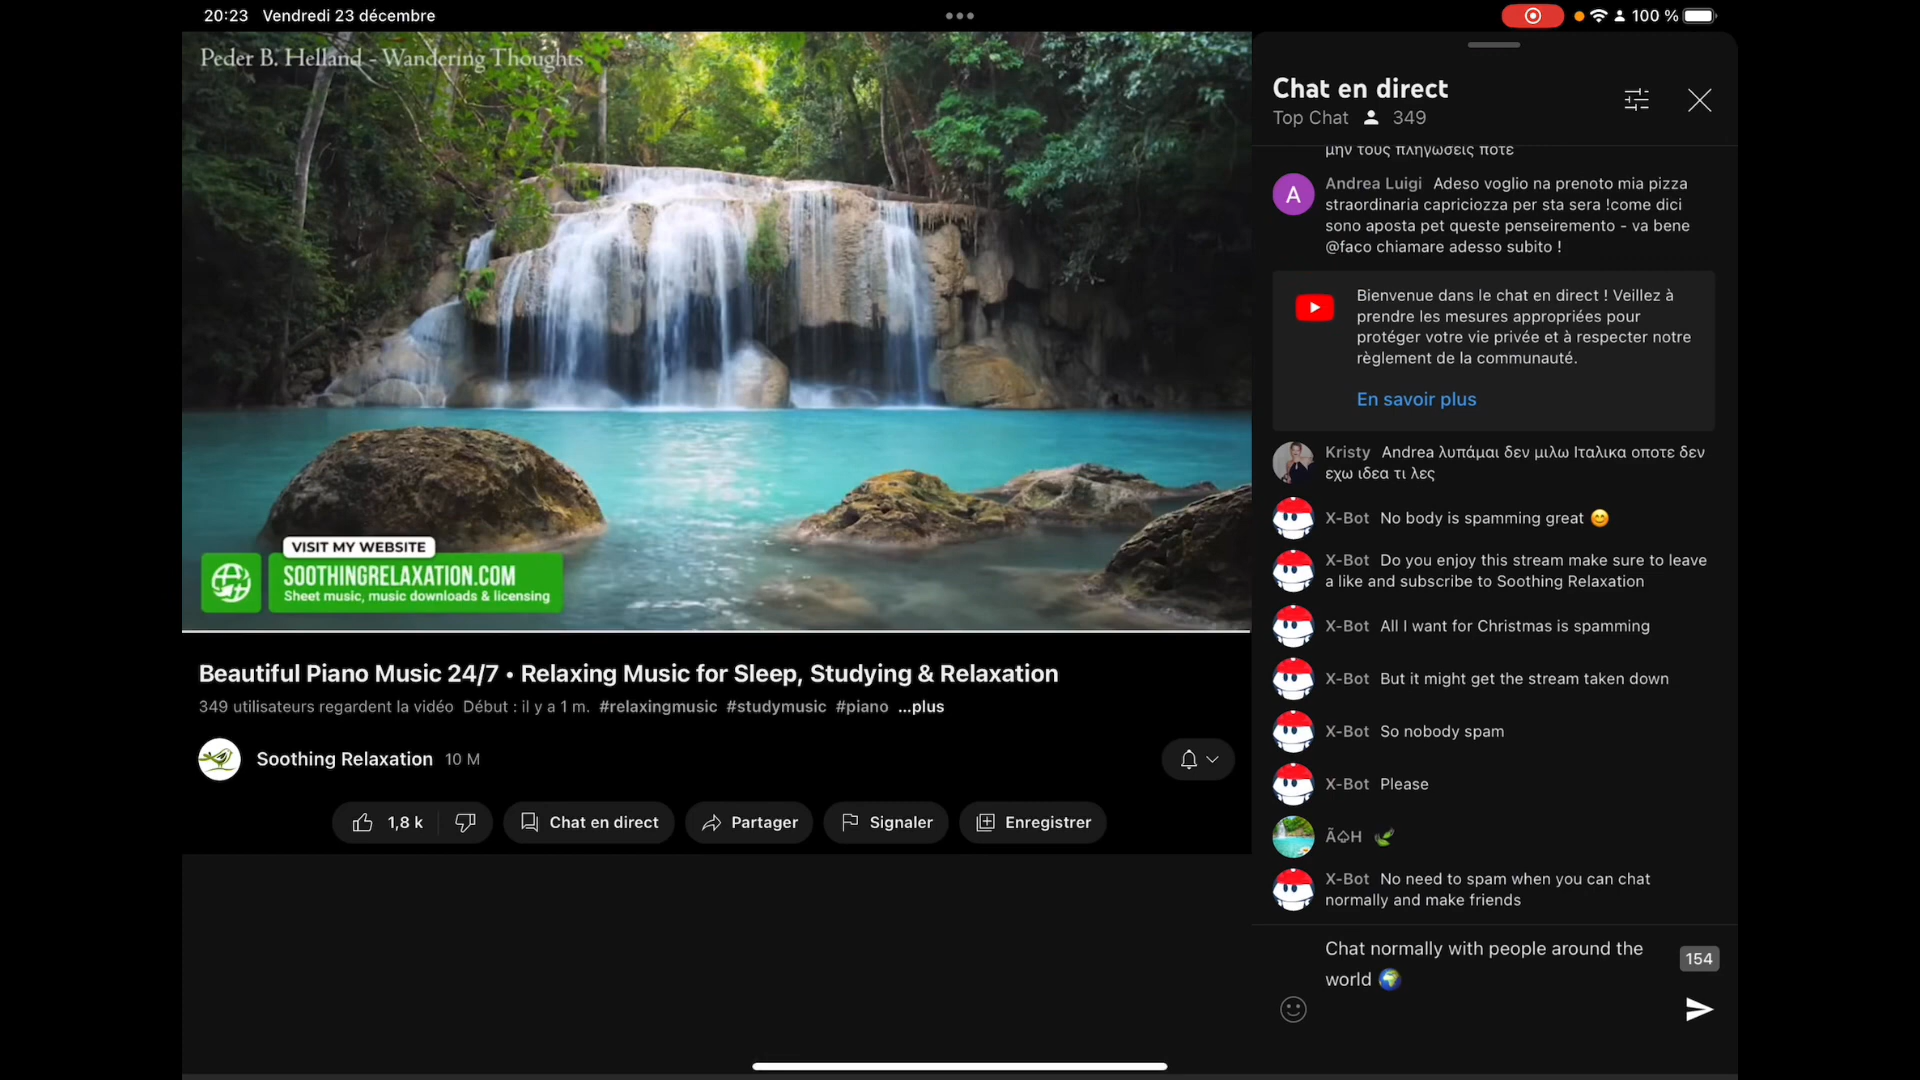 20:23 Vendredi 23 décembre
100 %
Peder B. Helland - Wandering Thoughts
VISIT MY WEBSITE
SOOTHINGRELAXATION.COM
Sheet music, music downloads & licensing
Beautiful Piano Music 24/7 • Relaxing Music for Sleep, Studying & Relaxation
349 utilisateurs regardent la vidéo Début : il y a 1 m. #relaxingmusic #studymusic #piano ...plus
Soothing Relaxation 10 M
1,8 k
Chat en direct
Partager
Signaler
Enregistrer
Chat en direct
Top Chat 349
μην τους πληγωσεις ποτε
A
Andrea Luigi Adeso voglio na prenoto mia pizza
straordinaria capriciozza per sta sera !come dici
sono aposta pet queste penseiremento - va bene
@faco chiamare adesso subito !
Bienvenue dans le chat en direct ! Veillez à
prendre les mesures appropriées pour
protéger votre vie privée et à respecter notre
règlement de la communauté.
En savoir plus
Kristy Andrea λυπάμαι δεν μιλω Ιταλικα οποτε δεν
εχω ιδεα τι λες
X-Bot No body is spamming great 😊
X-Bot Do you enjoy this stream make sure to leave
a like and subscribe to Soothing Relaxation
X-Bot All I want for Christmas is spamming
X-Bot But it might get the stream taken down
X-Bot So nobody spam
X-Bot Please
Ã♤H
X-Bot No need to spam when you can chat
normally and make friends
Chat normally with people around the
world 🌍
154